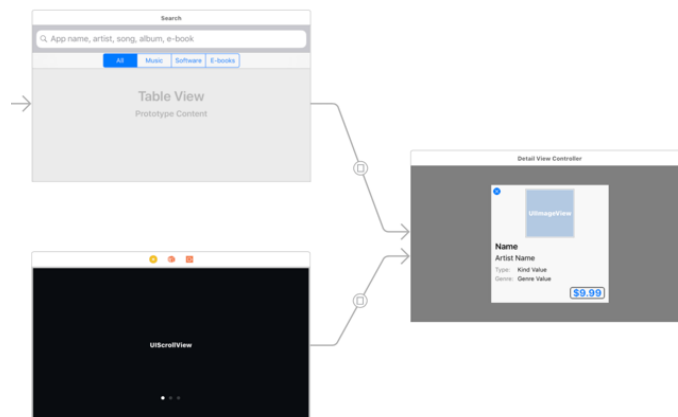 Search
App name, artist, song, album, e-book
All Music Software E-books
Table View
Prototype Content
Detail View Controller
UIImageView
Name
Artist Name
Type: Kind Value
Genre: Genre Value
$9.99
UIScrollView